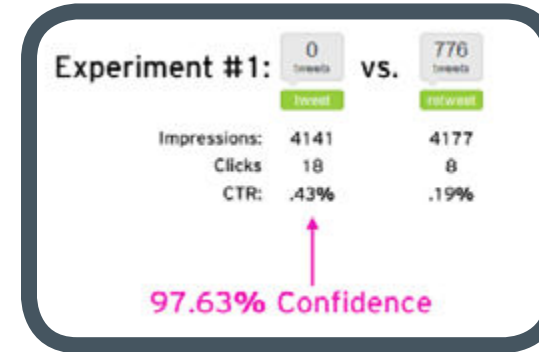 Experiment #1: 0 tweets tweet vs. 776 tweets retweet
Impressions: 4141 4177
Clicks 18 8
CTR: .43% .19%
97.63% Confidence